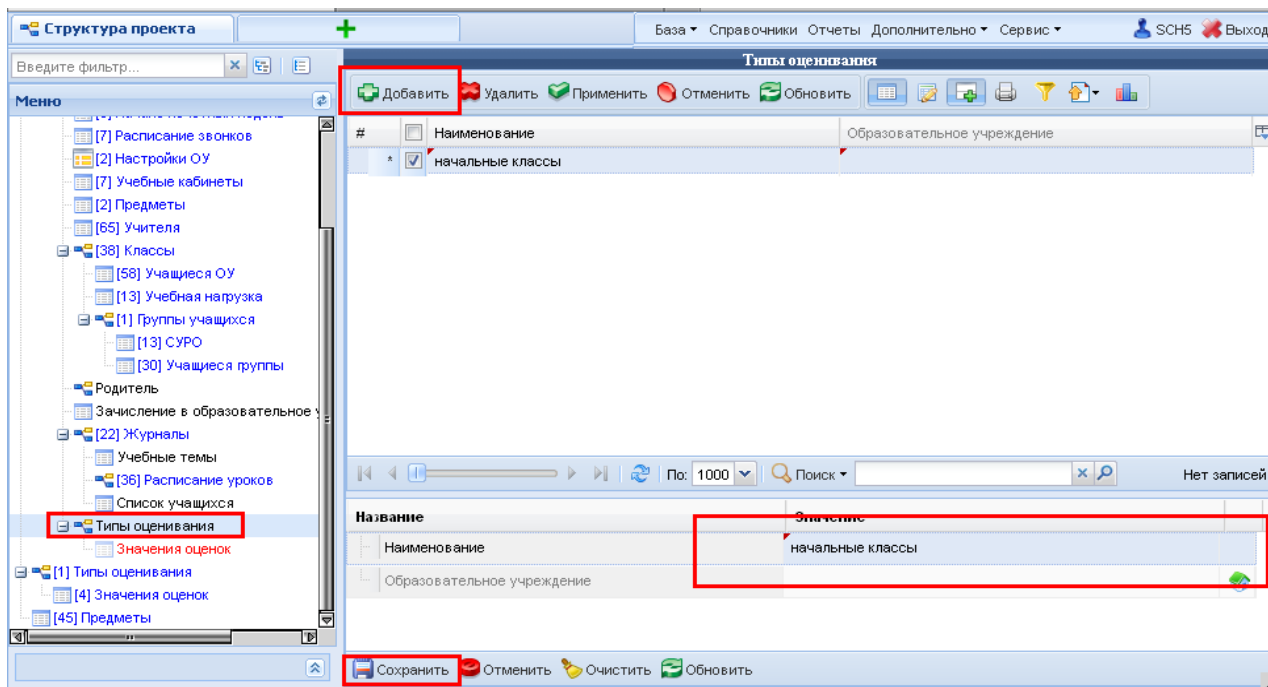 Структура проекта
База Справочники Отчеты Дополнительно Сервис SCH5 Выход
Введите фильтр...
Типы оценивания
Добавить Удалить Применить Отменить Обновить
Меню
# Наименование Образовательное учреждение
* начальные классы
[7] Расписание звонков
[2] Настройки ОУ
[7] Учебные кабинеты
[2] Предметы
[65] Учителя
[38] Классы
[58] Учащиеся ОУ
[13] Учебная нагрузка
[1] Группы учащихся
[13] СУРО
[30] Учащиеся группы
Родитель
Зачисление в образовательное
[22] Журналы
Учебные темы
[36] Расписание уроков
Список учащихся
Типы оценивания
Значения оценок
[1] Типы оценивания
[4] Значения оценок
[45] Предметы
По: 1000 Поиск Нет записей
Название Значение
Наименование начальные классы
Образовательное учреждение
Сохранить Отменить Очистить Обновить